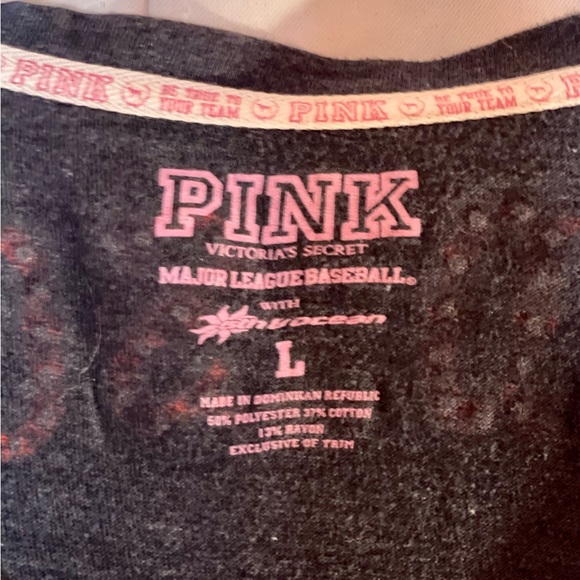 PINK BE TRUE TO YOUR TEAM PINK BE TRUE TO YOUR TEAM
PINK
VICTORIA'S SECRET
MAJOR LEAGUE BASEBALL®
WITH
L
MADE IN DOMINICAN REPUBLIC
50% POLYESTER 37% COTTON
13% RAYON
EXCLUSIVE OF TRIM